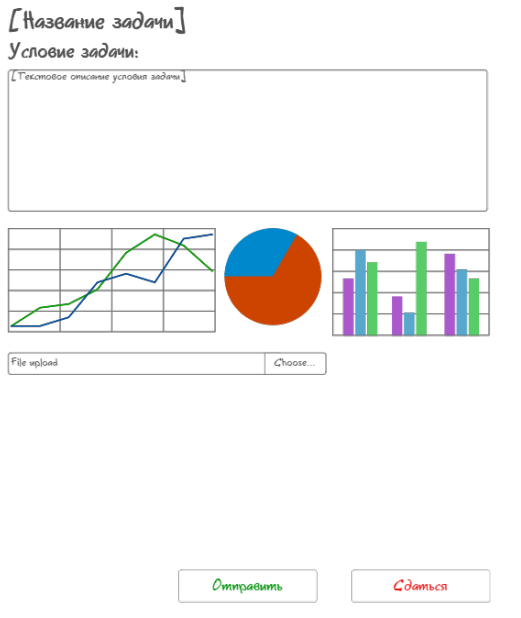 [Название задачи]
Условие задачи:
[Текстовое описание условия задачи]
File upload
Choose...
Отправить
Сдаться